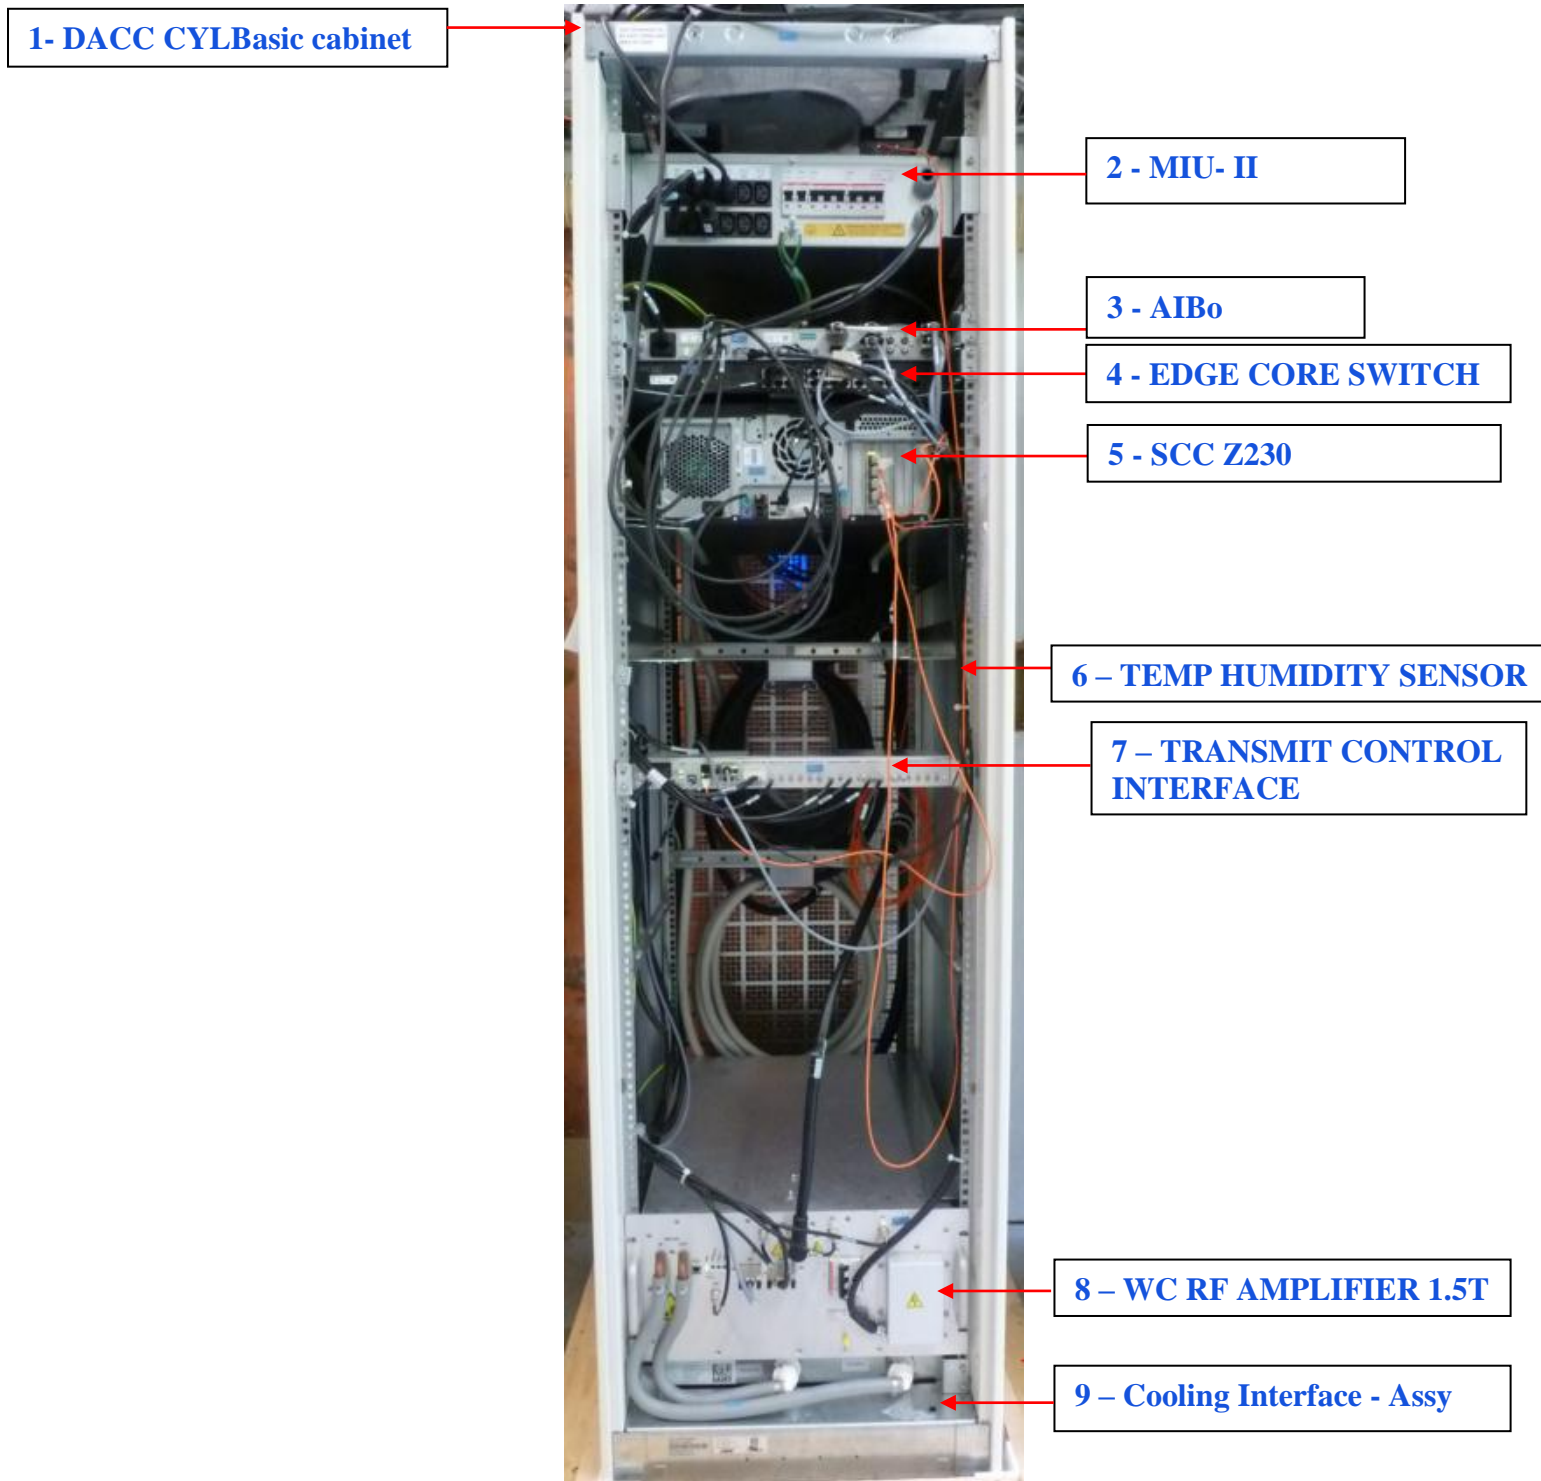 1- DACC CYLBasic cabinet
2 - MIU- II
3 - AIBo
4 - EDGE CORE SWITCH
5 - SCC Z230
6 – TEMP HUMIDITY SENSOR
7 – TRANSMIT CONTROL
INTERFACE
8 – WC RF AMPLIFIER 1.5T
9 – Cooling Interface - Assy